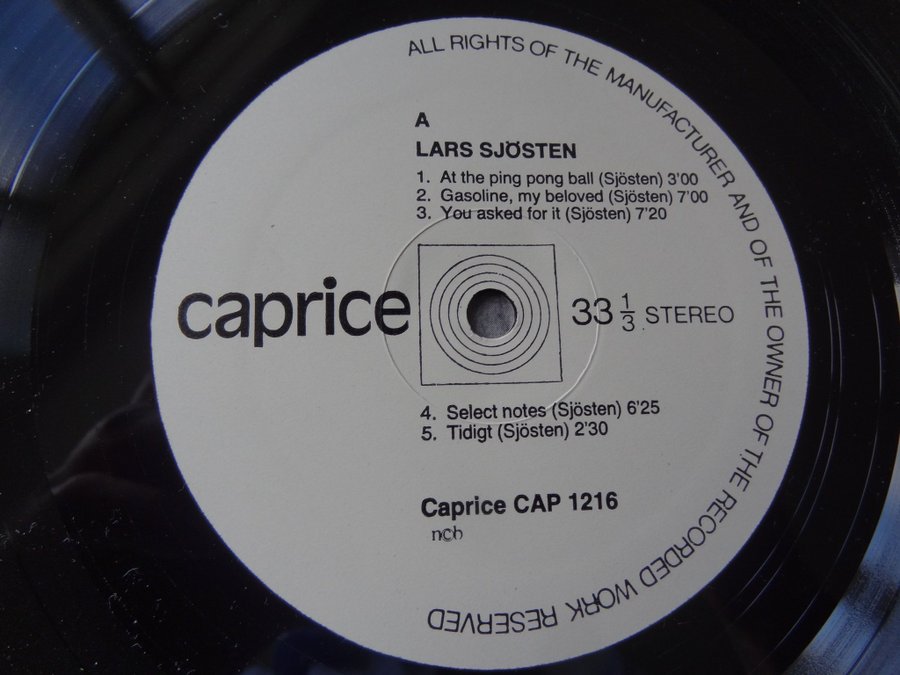 ALL RIGHTS OF THE MANUFACTURER AND OF THE OWNER OF THE RECORDED WORK RESERVED
A
LARS SJÖSTEN
1. At the ping pong ball (Sjösten) 3'00
2. Gasoline, my beloved (Sjösten) 7'00
3. You asked for it (Sjösten) 7'20
caprice
33 1/3 STEREO
4. Select notes (Sjösten) 6'25
5. Tidigt (Sjösten) 2'30
Caprice CAP 1216
ncb